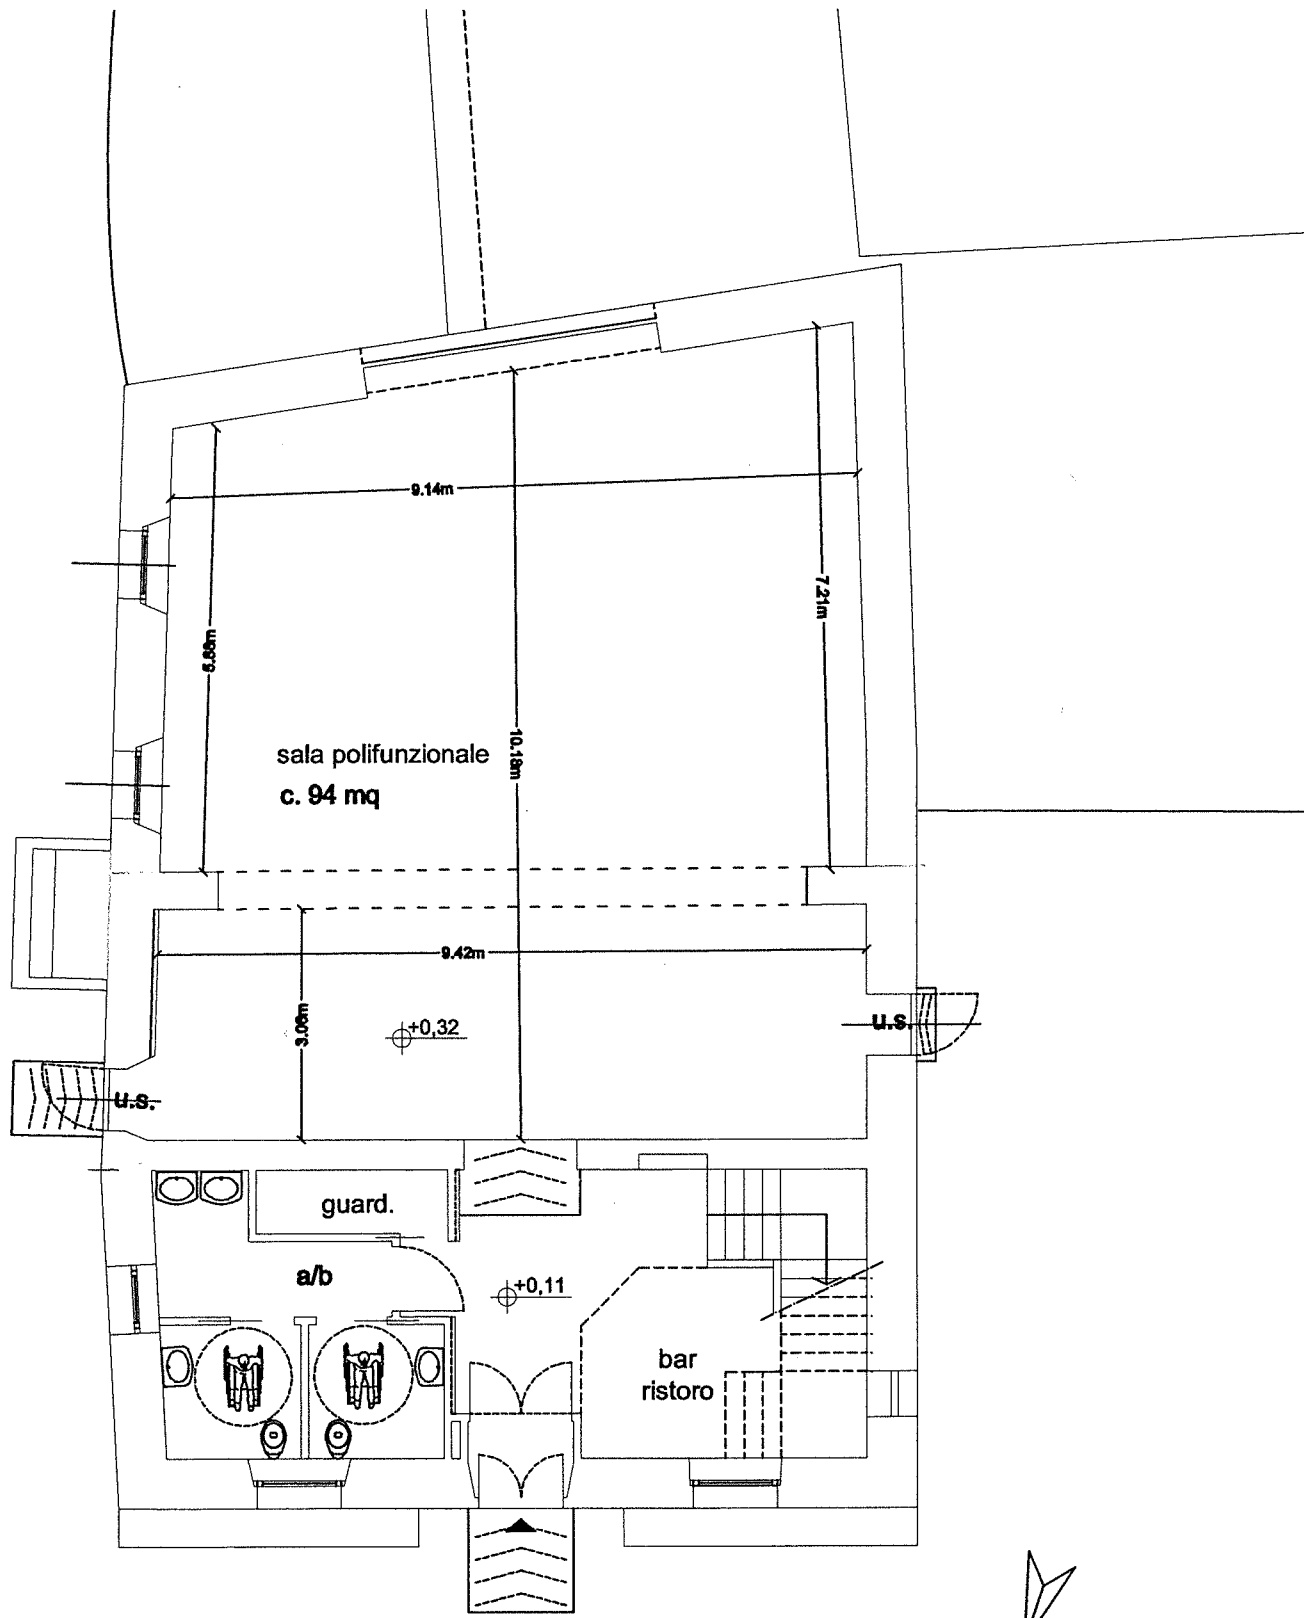 9.14m
7.21m
5.88m
10.18m
sala polifunzionale
c. 94 mq
9.42m
3.06m
+0,32
u.s.
u.s.
guard.
a/b
+0,11
bar
ristoro